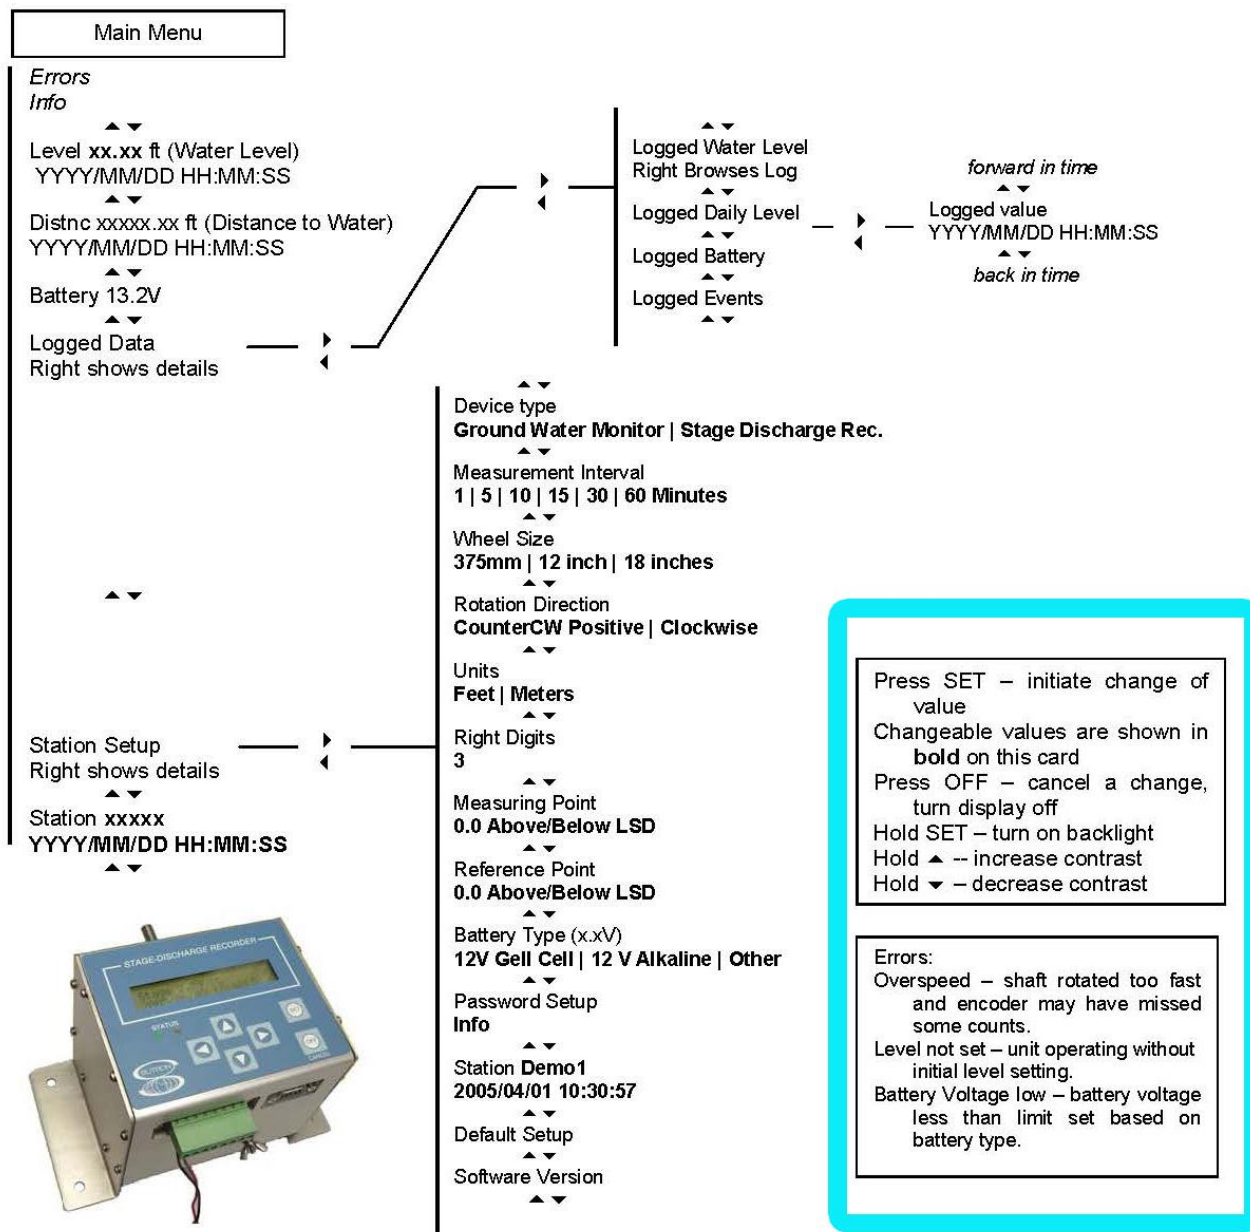 Main Menu
Errors
Info
Level xx.xx ft (Water Level)
YYYY/MM/DD HH:MM:SS
Distnc xxxxx.xx ft (Distance to Water)
YYYY/MM/DD HH:MM:SS
Battery 13.2V
Logged Data
Right shows details
Logged Water Level
Right Browses Log
Logged Daily Level
Logged Battery
Logged Events
forward in time
Logged value
YYYY/MM/DD HH:MM:SS
back in time
Station Setup
Right shows details
Station xxxxx
YYYY/MM/DD HH:MM:SS
Device type
Ground Water Monitor | Stage Discharge Rec.
Measurement Interval
1 | 5 | 10 | 15 | 30 | 60 Minutes
Wheel Size
375mm | 12 inch | 18 inches
Rotation Direction
CounterCW Positive | Clockwise
Units
Feet | Meters
Right Digits
3
Measuring Point
0.0 Above/Below LSD
Reference Point
0.0 Above/Below LSD
Battery Type (x.xV)
12V Gell Cell | 12 V Alkaline | Other
Password Setup
Info
Station Demo1
2005/04/01 10:30:57
Default Setup
Software Version
Press SET – initiate change of
value
Changeable values are shown in
bold on this card
Press OFF – cancel a change,
turn display off
Hold SET – turn on backlight
Hold ▲ -- increase contrast
Hold ▼ – decrease contrast
Errors:
Overspeed – shaft rotated too fast
and encoder may have missed
some counts.
Level not set – unit operating without
initial level setting.
Battery Voltage low – battery voltage
less than limit set based on
battery type.
STAGE-DISCHARGE RECORDER
STATUS
SET
OFF
CANCEL
SUTRON